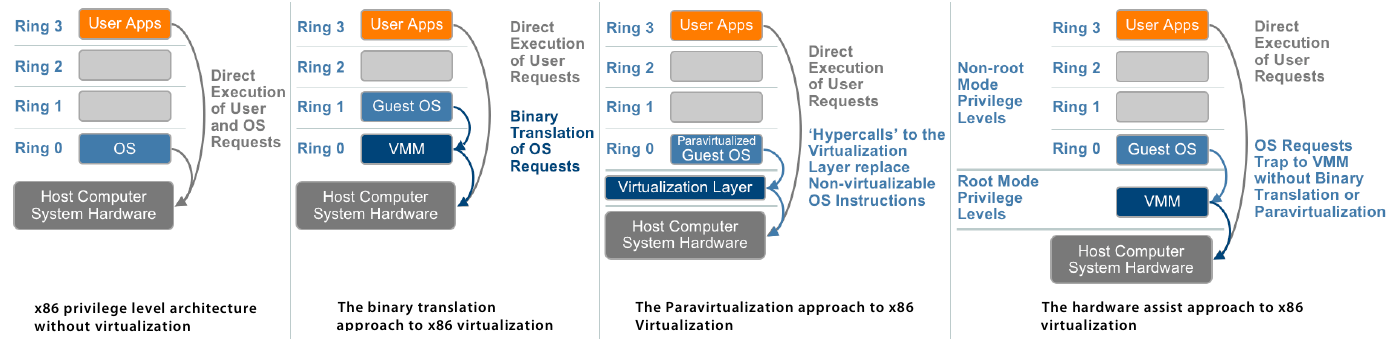 Ring 3
User Apps
Ring 2
Ring 1
Ring 0
OS
Direct
Execution
of User
and OS
Requests
Host Computer
System Hardware
x86 privilege level architecture
without virtualization
Ring 3
User Apps
Ring 2
Ring 1
Guest OS
Ring 0
VMM
Direct
Execution
of User
Requests
Binary
Translation
of OS
Requests
Host Computer
System Hardware
The binary translation
approach to x86 virtualization
Ring 3
User Apps
Ring 2
Ring 1
Ring 0
Paravirtualized
Guest OS
Virtualization Layer
Direct
Execution
of User
Requests
‘Hypercalls’ to the
Virtualization
Layer replace
Non-virtualizable
OS Instructions
Host Computer
System Hardware
The Paravirtualization approach to x86
Virtualization
Non-root
Mode
Privilege
Levels
Ring 3
User Apps
Ring 2
Ring 1
Ring 0
Guest OS
Root Mode
Privilege
Levels
VMM
Direct
Execution
of User
Requests
OS Requests
Trap to VMM
without Binary
Translation or
Paravirtualization
Host Computer
System Hardware
The hardware assist approach to x86
virtualization